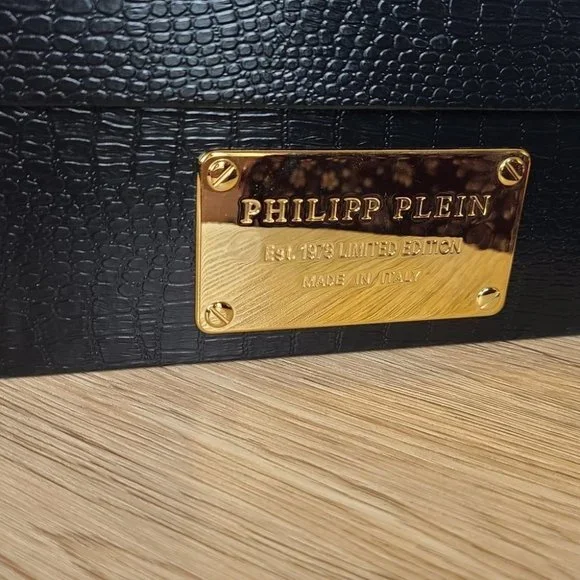 PHILIPP PLEIN
Est. 1978 LIMITED EDITION
MADE IN ITALY